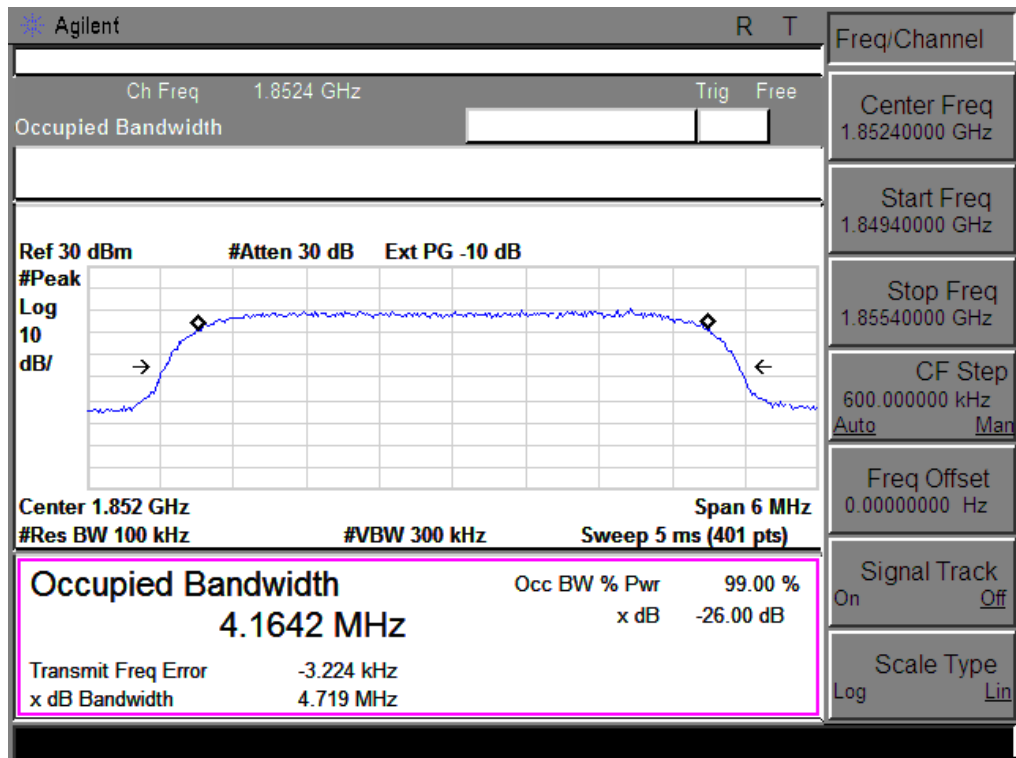 Agilent R T
Ch Freq 1.8524 GHz Trig Free
Occupied Bandwidth
Ref 30 dBm #Atten 30 dB Ext PG -10 dB
#Peak
Log
10
dB/
Center 1.852 GHz Span 6 MHz
#Res BW 100 kHz #VBW 300 kHz Sweep 5 ms (401 pts)
Occupied Bandwidth
4.1642 MHz
Occ BW % Pwr 99.00 %
x dB -26.00 dB
Transmit Freq Error -3.224 kHz
x dB Bandwidth 4.719 MHz
Freq/Channel
Center Freq
1.85240000 GHz
Start Freq
1.84940000 GHz
Stop Freq
1.85540000 GHz
CF Step
600.000000 kHz
Auto Man
Freq Offset
0.00000000 Hz
Signal Track
On Off
Scale Type
Log Lin